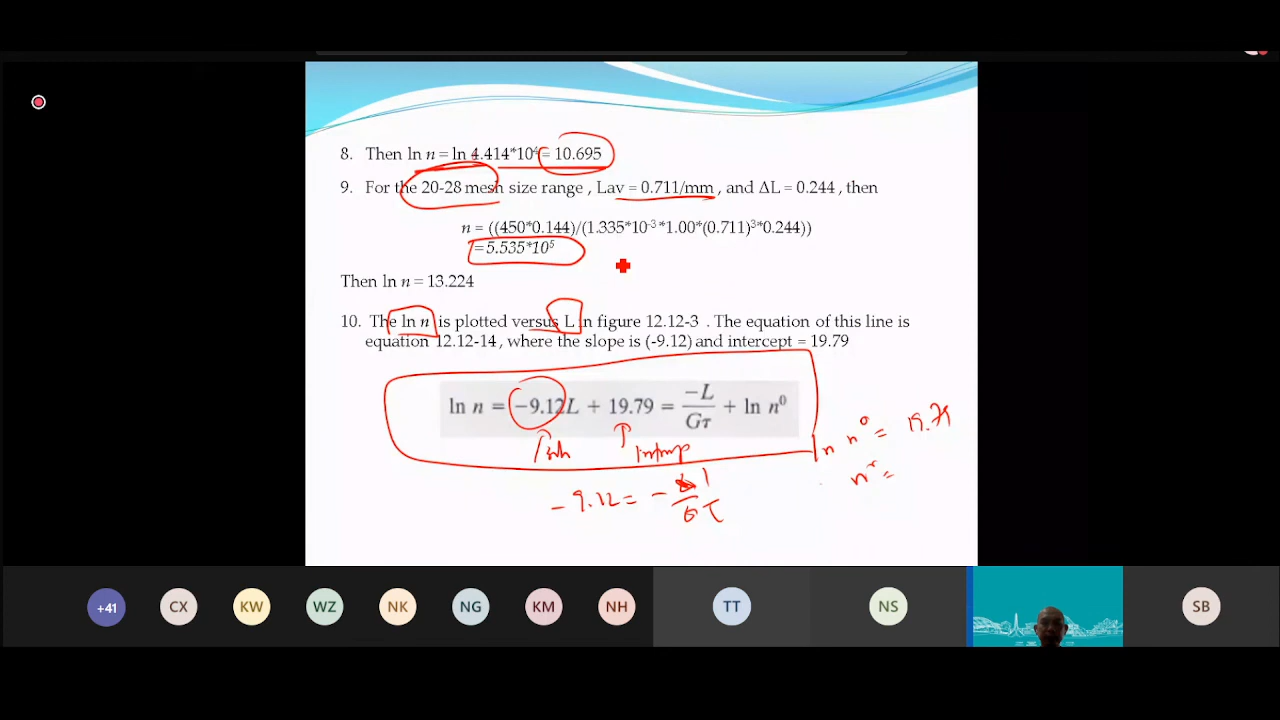 8. Then ln n = ln 4.414*10⁴ = 10.695
9. For the 20-28 mesh size range , Lav = 0.711/mm , and ΔL = 0.244 , then
n = ((450*0.144)/(1.335*10⁻³ *1.00*(0.711)³*0.244))
=5.535*10⁵
Then ln n = 13.224
10. The ln n is plotted versus L in figure 12.12-3 . The equation of this line is
equation 12.12-14 , where the slope is (-9.12) and intercept = 19.79
ln n = −9.12L + 19.79 = −L/Gτ + ln n⁰
ln n⁰ = 19.79
n⁰ =
−9.12 = − 1/Gτ
+41 CX KW WZ NK NG KM NH TT NS SB